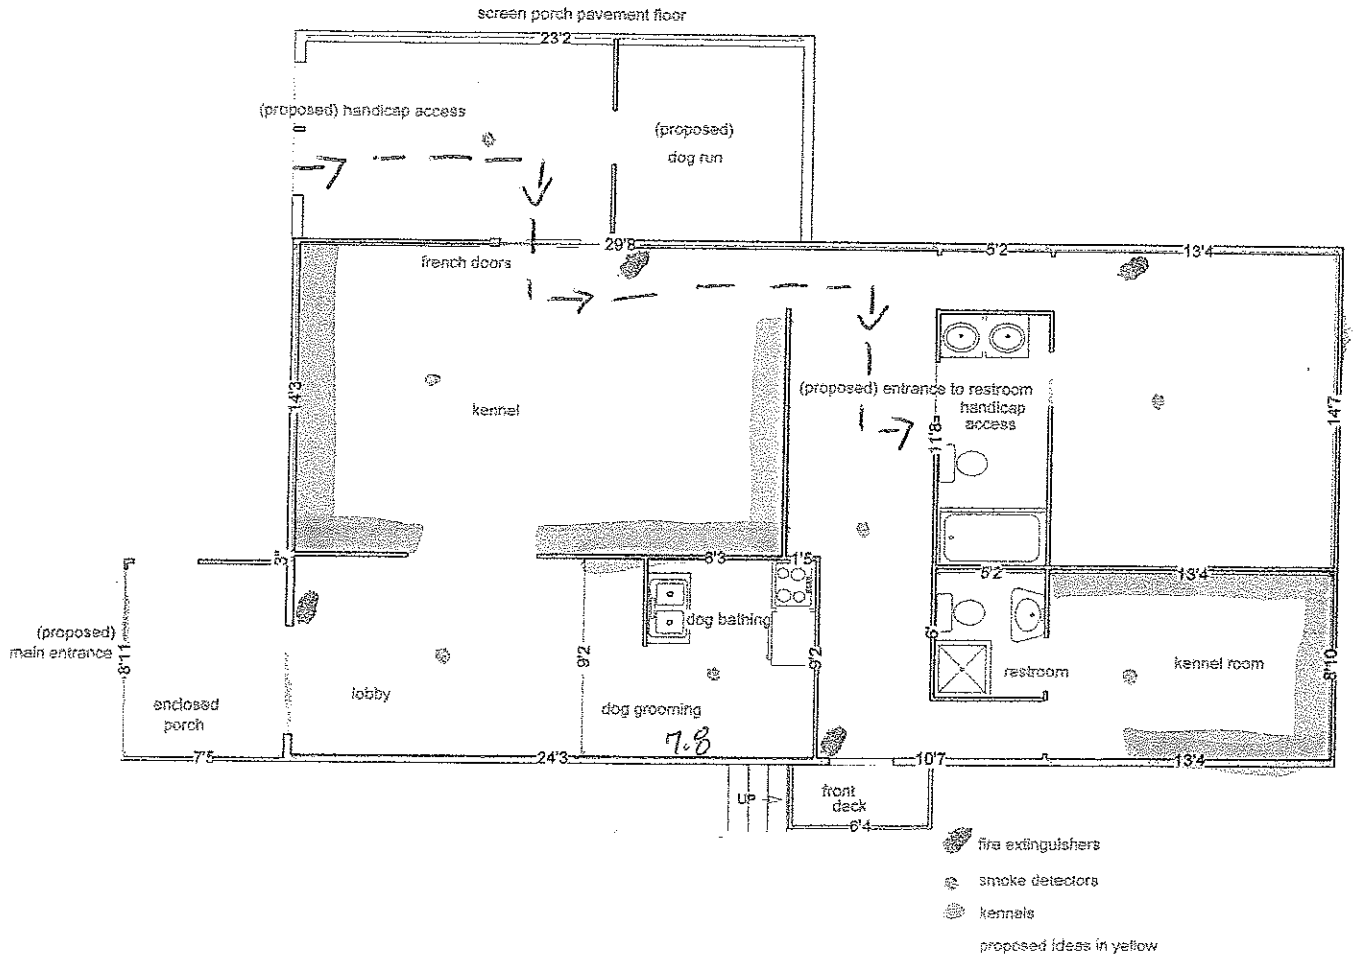 screen porch pavement floor
23'2
(proposed) handicap access
(proposed)
dog run
29'8
5'2
13'4
french doors
14'3
kennel
(proposed) entrance to restroom
handicap
access
11'8
14'7
3"
6'3
1'5
5'2
13'4
(proposed)
main entrance
8'11
enclosed
porch
lobby
9'2
dog bathing
9'2
dog grooming
7.8
restroom
kennel room
8'10
7'5
24'3
10'7
13'4
UP
front
deck
6'4
fire extinguishers
smoke detectors
kennels
proposed ideas in yellow